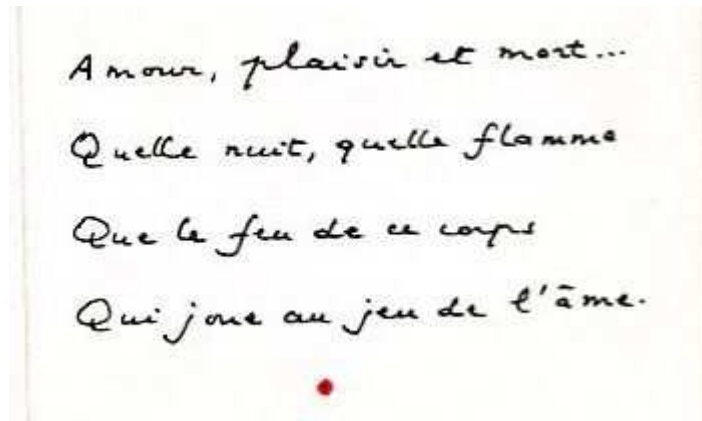 Amour, plaisir et mort...
Quelle nuit, quelle flamme
Que le feu de ce corps
Qui joue au jeu de l'âme.